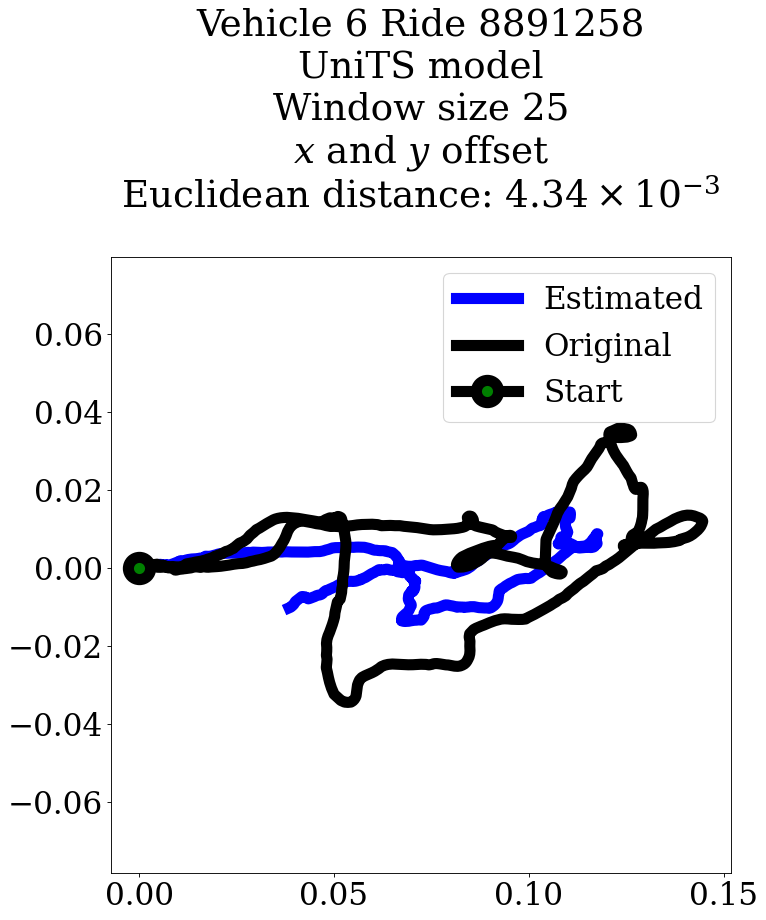 Vehicle 6 Ride 8891258
UniTS model
Window size 25
x and y offset
Euclidean distance: 4.34 × 10⁻³
Estimated
Original
Start
0.06
0.04
0.02
0.00
−0.02
−0.04
−0.06
0.00 0.05 0.10 0.15